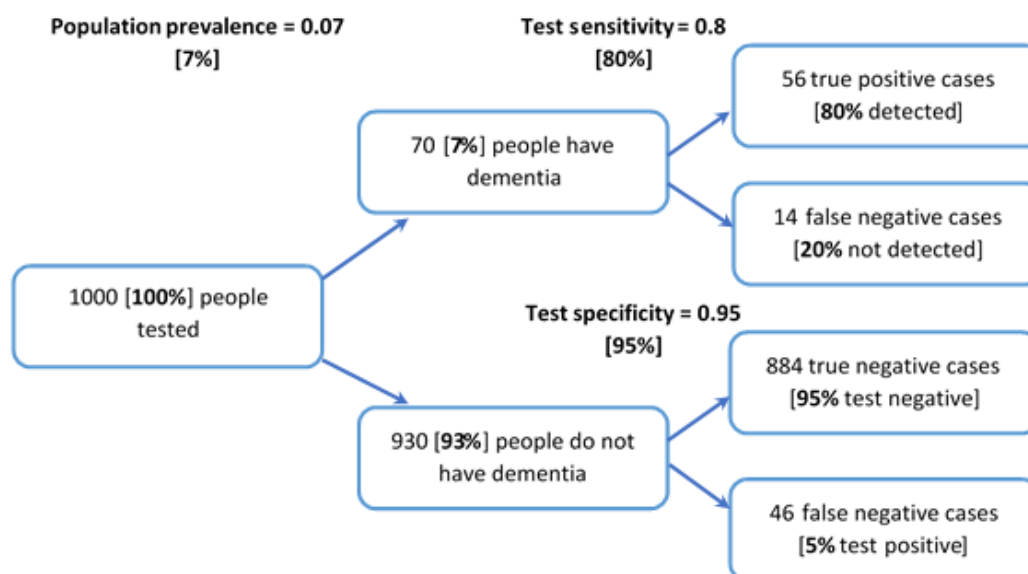 Population prevalence = 0.07
[7%]
Test sensitivity = 0.8
[80%]
56 true positive cases
[80% detected]
70 [7%] people have
dementia
14 false negative cases
[20% not detected]
1000 [100%] people
tested
Test specificity = 0.95
[95%]
884 true negative cases
[95% test negative]
930 [93%] people do not
have dementia
46 false negative cases
[5% test positive]